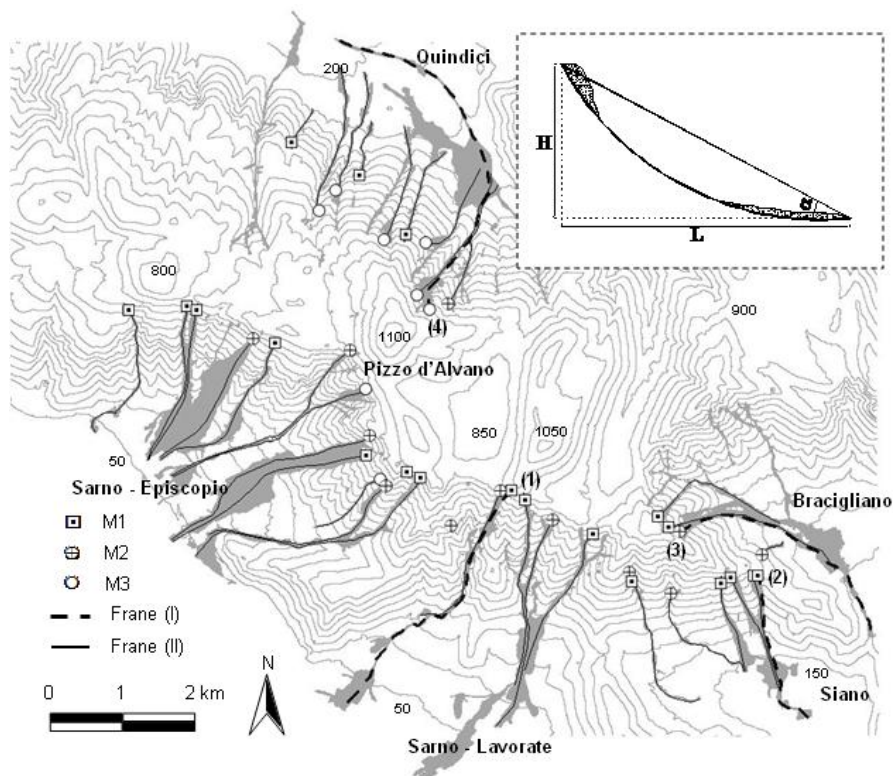 Quindici
200
H
α
L
800
900
(4)
1100
Pizzo d'Alvano
850
1050
50
Sarno - Episcopio
(1)
Bracigliano
(3)
M1
M2
(2)
M3
Frane (I)
Frane (II)
N
150
0 1 2 km
50
Siano
Sarno - Lavorate